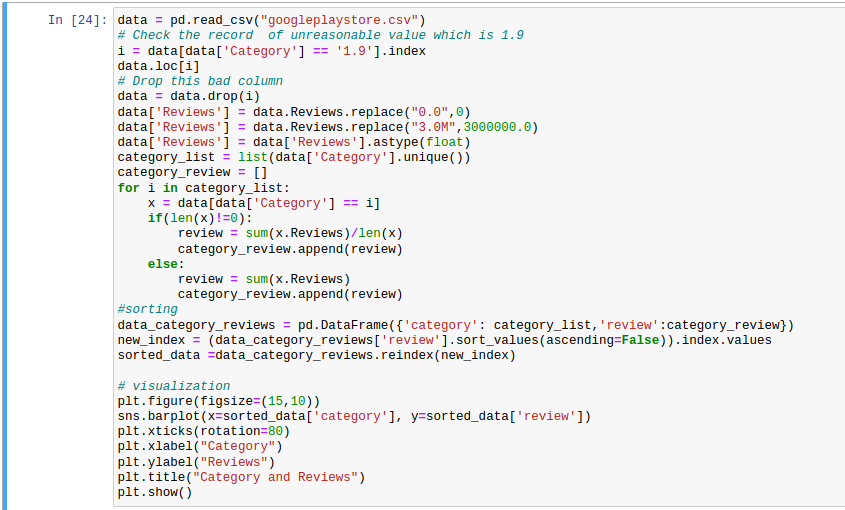 In [24]: data = pd.read_csv("googleplaystore.csv")
# Check the record  of unreasonable value which is 1.9
i = data[data['Category'] == '1.9'].index
data.loc[i]
# Drop this bad column
data = data.drop(i)
data['Reviews'] = data.Reviews.replace("0.0",0)
data['Reviews'] = data.Reviews.replace("3.0M",3000000.0)
data['Reviews'] = data['Reviews'].astype(float)
category_list = list(data['Category'].unique())
category_review = []
for i in category_list:
    x = data[data['Category'] == i]
    if(len(x)!=0):
        review = sum(x.Reviews)/len(x)
        category_review.append(review)
    else:
        review = sum(x.Reviews)
        category_review.append(review)
#sorting
data_category_reviews = pd.DataFrame({'category': category_list,'review':category_review})
new_index = (data_category_reviews['review'].sort_values(ascending=False)).index.values
sorted_data =data_category_reviews.reindex(new_index)

# visualization
plt.figure(figsize=(15,10))
sns.barplot(x=sorted_data['category'], y=sorted_data['review'])
plt.xticks(rotation=80)
plt.xlabel("Category")
plt.ylabel("Reviews")
plt.title("Category and Reviews")
plt.show()